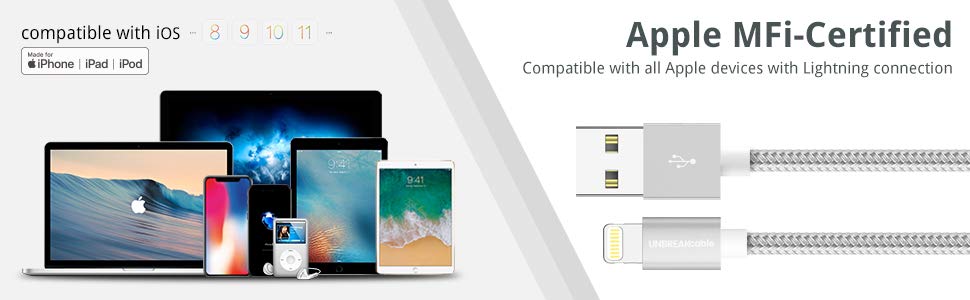 compatible with iOS ... 8 9 10 11 ...
Made for
iPhone | iPad | iPod
9:41
9:41
Apple MFi-Certified
Compatible with all Apple devices with Lightning connection
UNBREAKcable